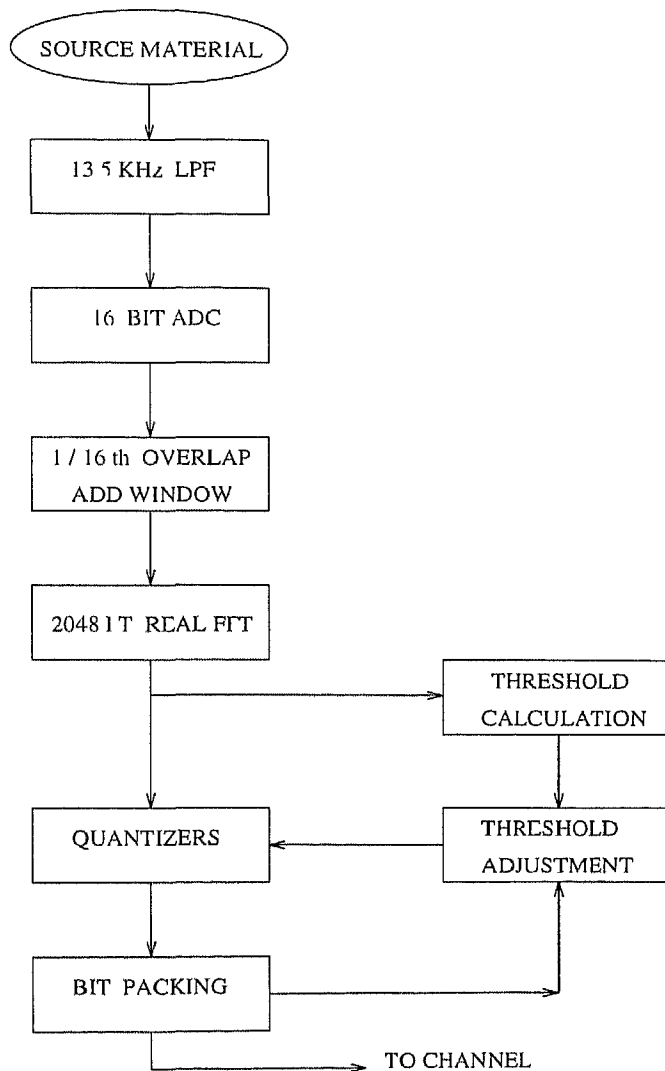 SOURCE MATERIAL
13 5 KHz LPF
16 BIT ADC
1 / 16 th OVERLAP
ADD WINDOW
2048 REAL
THRESHOLD
CALCULATION
QUANTIZERS
THRESHOLD
ADJUSTMENT
BIT PACKING
TO CHANNEL